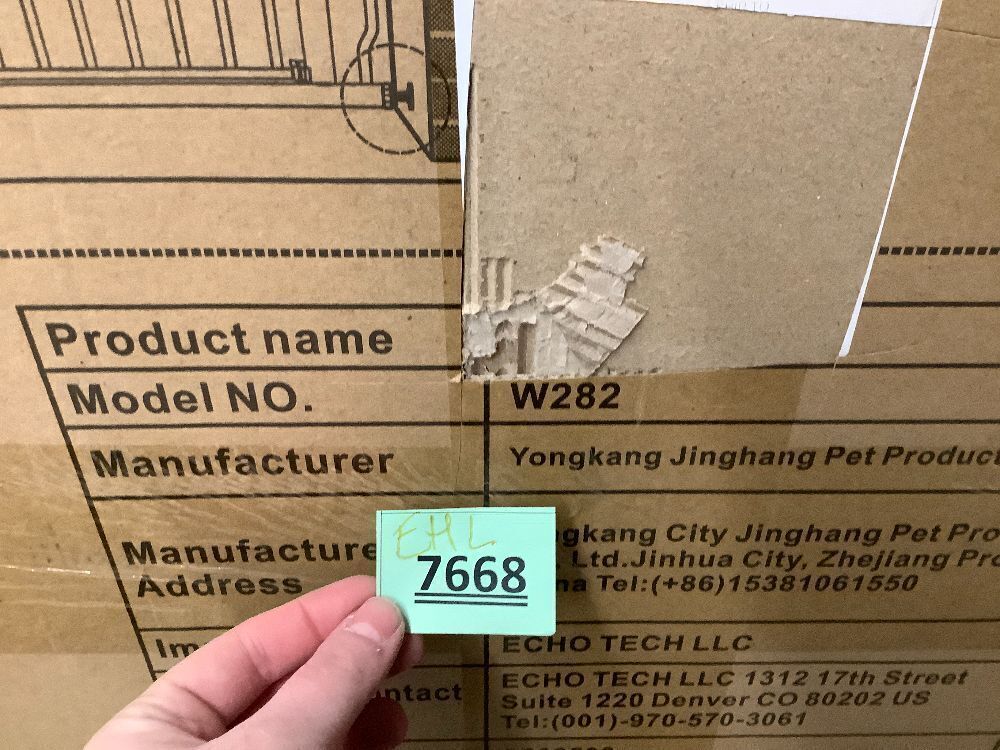 Product name
Model NO. W282
Manufacturer Yongkang Jinghang Pet Product
Manufacture gkang City Jinghang Pet Pro
Address Ltd.Jinhua City, Zhejiang Pro
na Tel:(+86)15381061550
EHL
7668
Im ECHO TECH LLC
ntact ECHO TECH LLC 1312 17th Street
Suite 1220 Denver CO 80202 US
Tel:(001)-970-570-3061